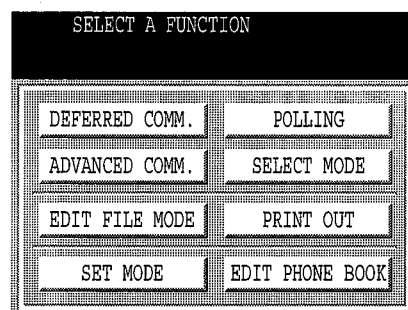 SELECT A FUNCTION
DEFERRED COMM. POLLING
ADVANCED COMM. SELECT MODE
EDIT FILE MODE PRINT OUT
SET MODE EDIT PHONE BOOK